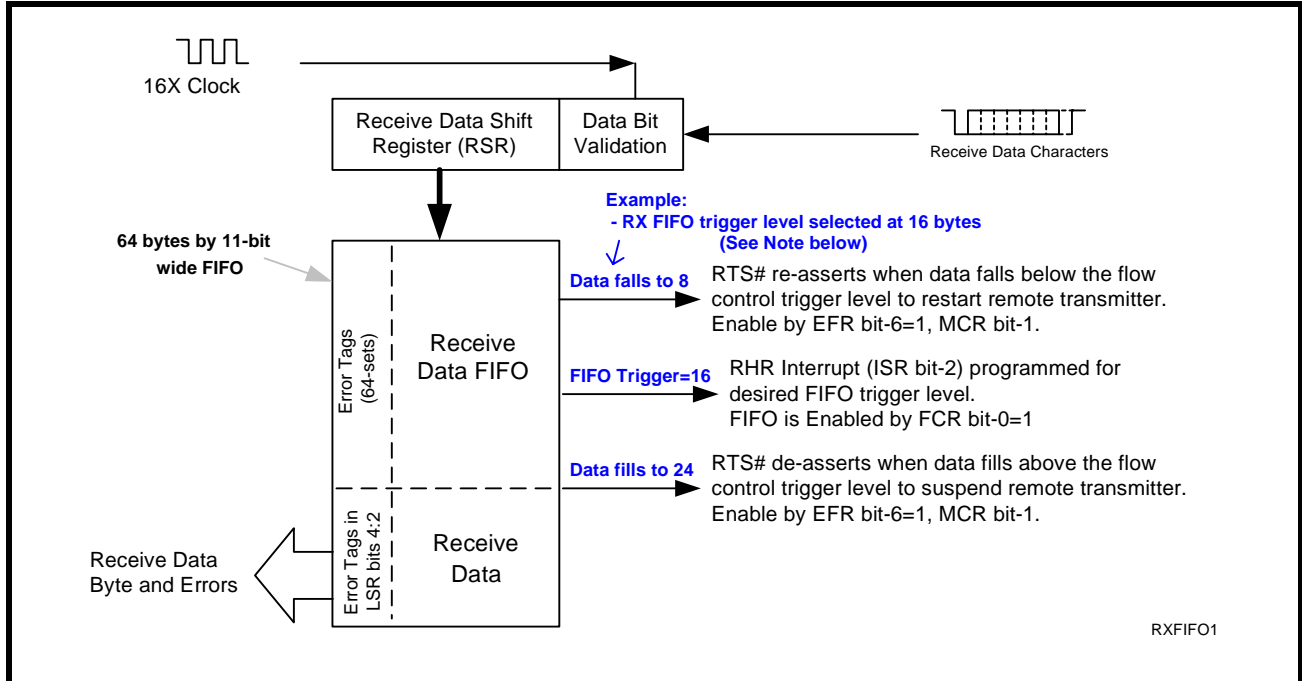 16X Clock
Receive Data Shift
Register (RSR)
Data Bit
Validation
Receive Data Characters
Example:
- RX FIFO trigger level selected at 16 bytes
(See Note below)
64 bytes by 11-bit
wide FIFO
Data falls to 8
RTS# re-asserts when data falls below the flow
control trigger level to restart remote transmitter.
Enable by EFR bit-6=1, MCR bit-1.
Error Tags
(64-sets)
Receive
Data FIFO
FIFO Trigger=16
RHR Interrupt (ISR bit-2) programmed for
desired FIFO trigger level.
FIFO is Enabled by FCR bit-0=1
Data fills to 24
RTS# de-asserts when data fills above the flow
control trigger level to suspend remote transmitter.
Enable by EFR bit-6=1, MCR bit-1.
Error Tags in
LSR bits 4:2
Receive
Data
Receive Data
Byte and Errors
RXFIFO1